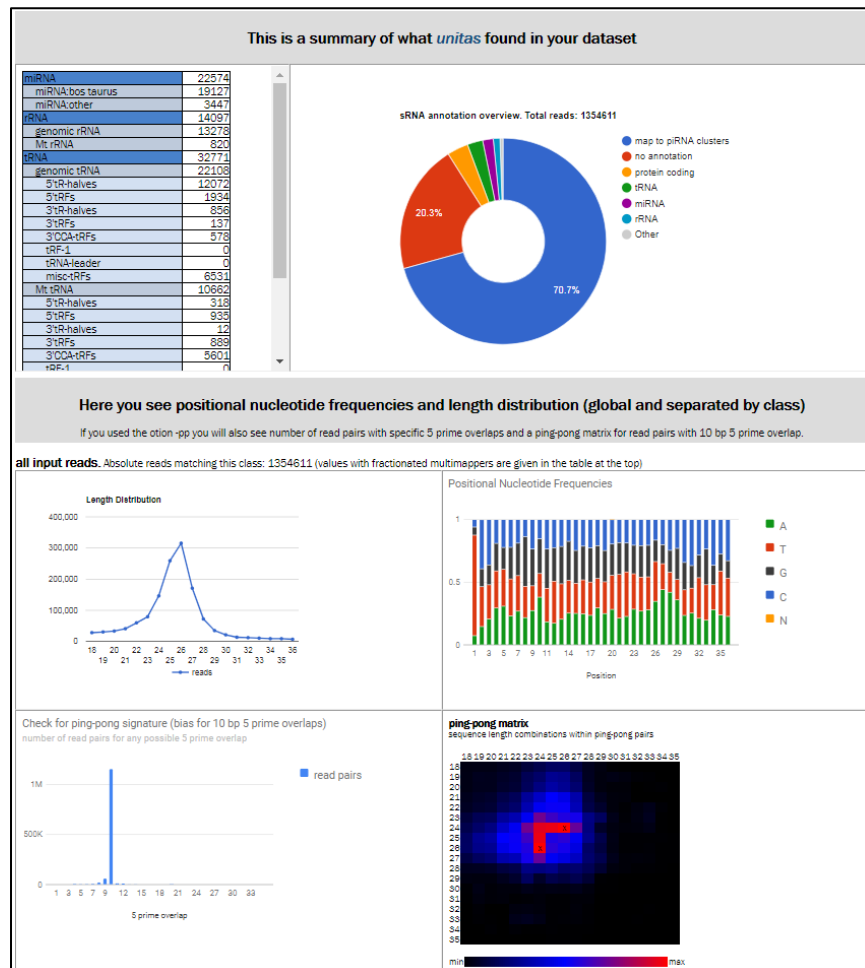 This is a summary of what unitas found in your dataset
miRNA 22574
miRNA:bos taurus 19127
miRNA:other 3447
rRNA 14097
genomic rRNA 13278
Mt rRNA 820
tRNA 32771
genomic tRNA 22108
5'tR-halves 12072
5'tRFs 1934
3'tR-halves 856
3'tRFs 137
3'CCA-tRFs 578
tRF-1 0
tRNA-leader 0
misc-tRFs 6531
Mt tRNA 10662
5'tR-halves 318
5'tRFs 935
3'tR-halves 12
3'tRFs 889
3'CCA-tRFs 5601
tRF-1 0
sRNA annotation overview. Total reads: 1354611
20.3%
70.7%
map to piRNA clusters
no annotation
protein coding
tRNA
miRNA
rRNA
Other
Here you see positional nucleotide frequencies and length distribution (global and separated by class)
If you used the otion -pp you will also see number of read pairs with specific 5 prime overlaps and a ping-pong matrix for read pairs with 10 bp 5 prime overlap.
all input reads. Absolute reads matching this class: 1354611 (values with fractionated multimappers are given in the table at the top)
Length Distribution
400,000
300,000
200,000
100,000
0
18 20 22 24 26 28 30 32 34 36
19 21 23 25 27 29 31 33 35
reads
Positional Nucleotide Frequencies
1
0.5
0
1 3 5 7 9 11 14 17 20 23 26 29 32 35
Position
A
T
G
C
N
Check for ping-pong signature (bias for 10 bp 5 prime overlaps)
number of read pairs for any possible 5 prime overlap
1M
500K
0
1 3 5 7 9 12 15 18 21 24 27 30 33
5 prime overlap
read pairs
ping-pong matrix
sequence length combinations within ping-pong pairs
18 19 20 21 22 23 24 25 26 27 28 29 30 31 32 33 34 35
18
19
20
21
22
23
24
25
26
27
28
29
30
31
32
33
34
35
min max